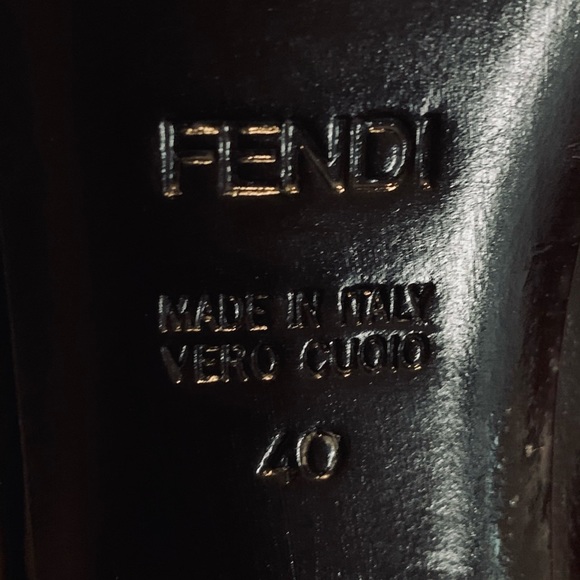 FENDI
MADE IN ITALY
VERO CUOIO
40